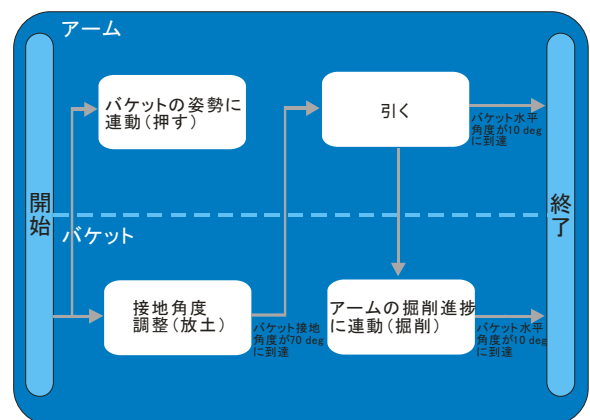 アーム
バケットの姿勢に
連動(押す)
引く
バケット水平
角度が10 deg
に到達
開始
終了
バケット
接地角度
調整(放土)
バケット接地
角度が70 deg
に到達
アームの掘削進捗
に連動(掘削)
バケット水平
角度が10 deg
に到達